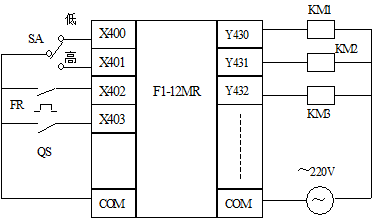 低
KM1
SA
X400
Y430
高
KM2
X401
Y431
X402
F1-12MR
Y432
FR
KM3
X403
QS
~220V
COM
COM
~